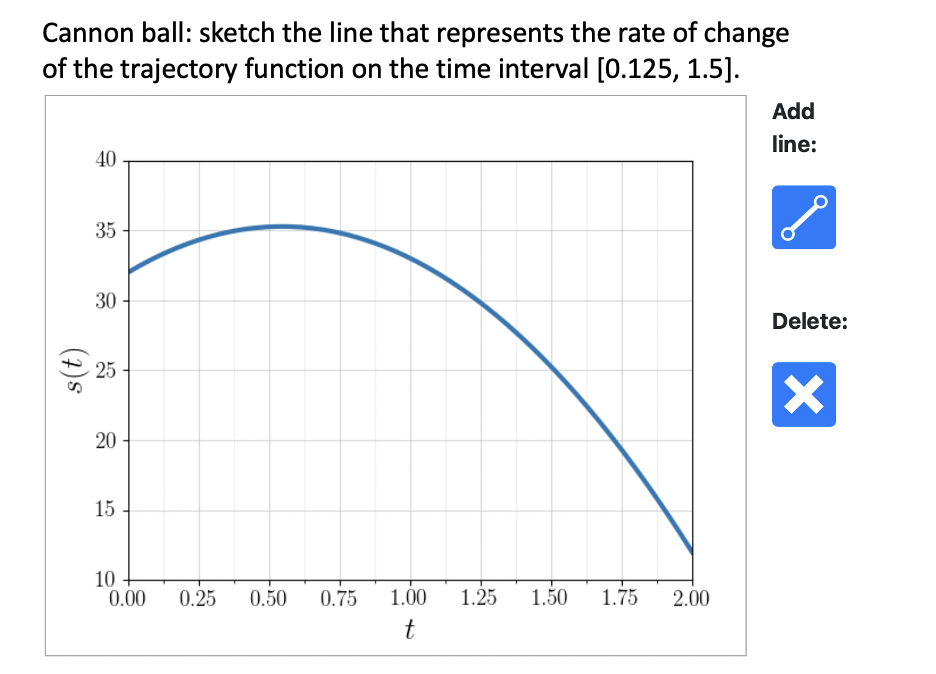 Cannon ball: sketch the line that represents the rate of change
of the trajectory function on the time interval [0.125, 1.5].
Add
line:
40
35
30
25
20
15
10
s(t)
0.00 0.25 0.50 0.75 1.00 1.25 1.50 1.75 2.00
t
Delete: